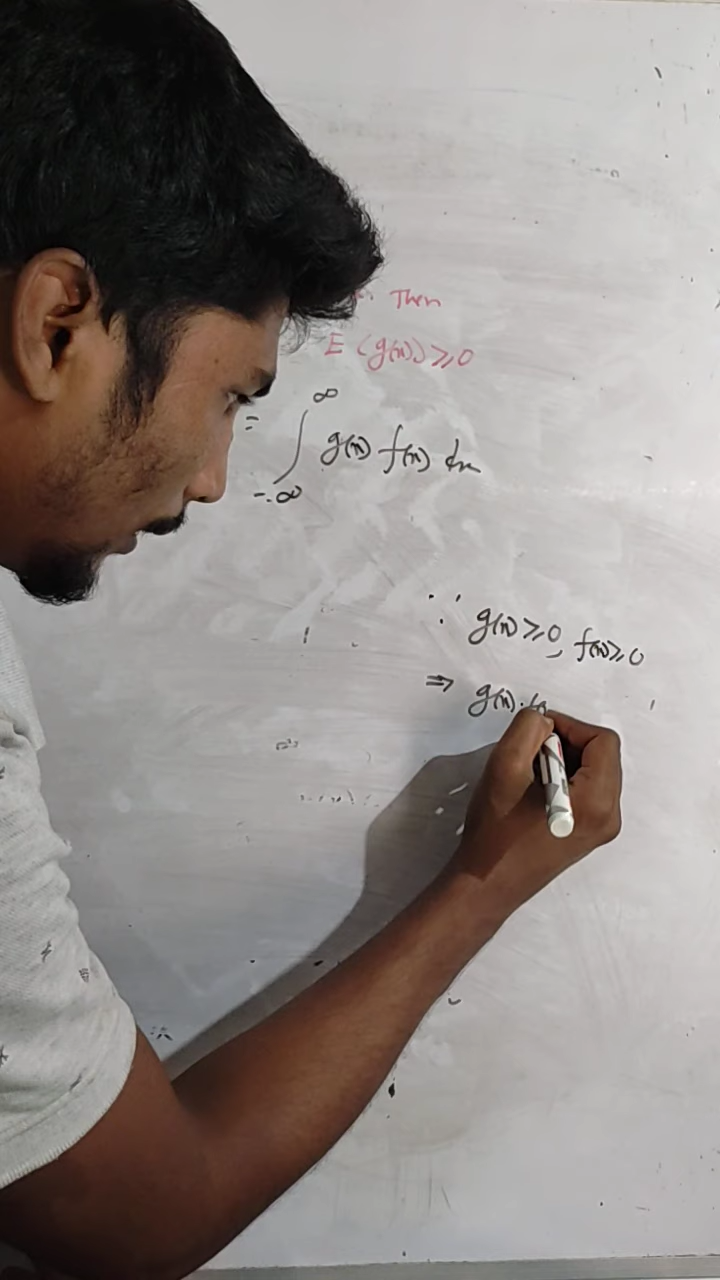 Then
E (g(x)) ≥ 0
= ∫_{-∞}^{∞} g(x) f(x) dx
∵ g(x) ≥ 0, f(x) ≥ 0
⇒ g(x) ·